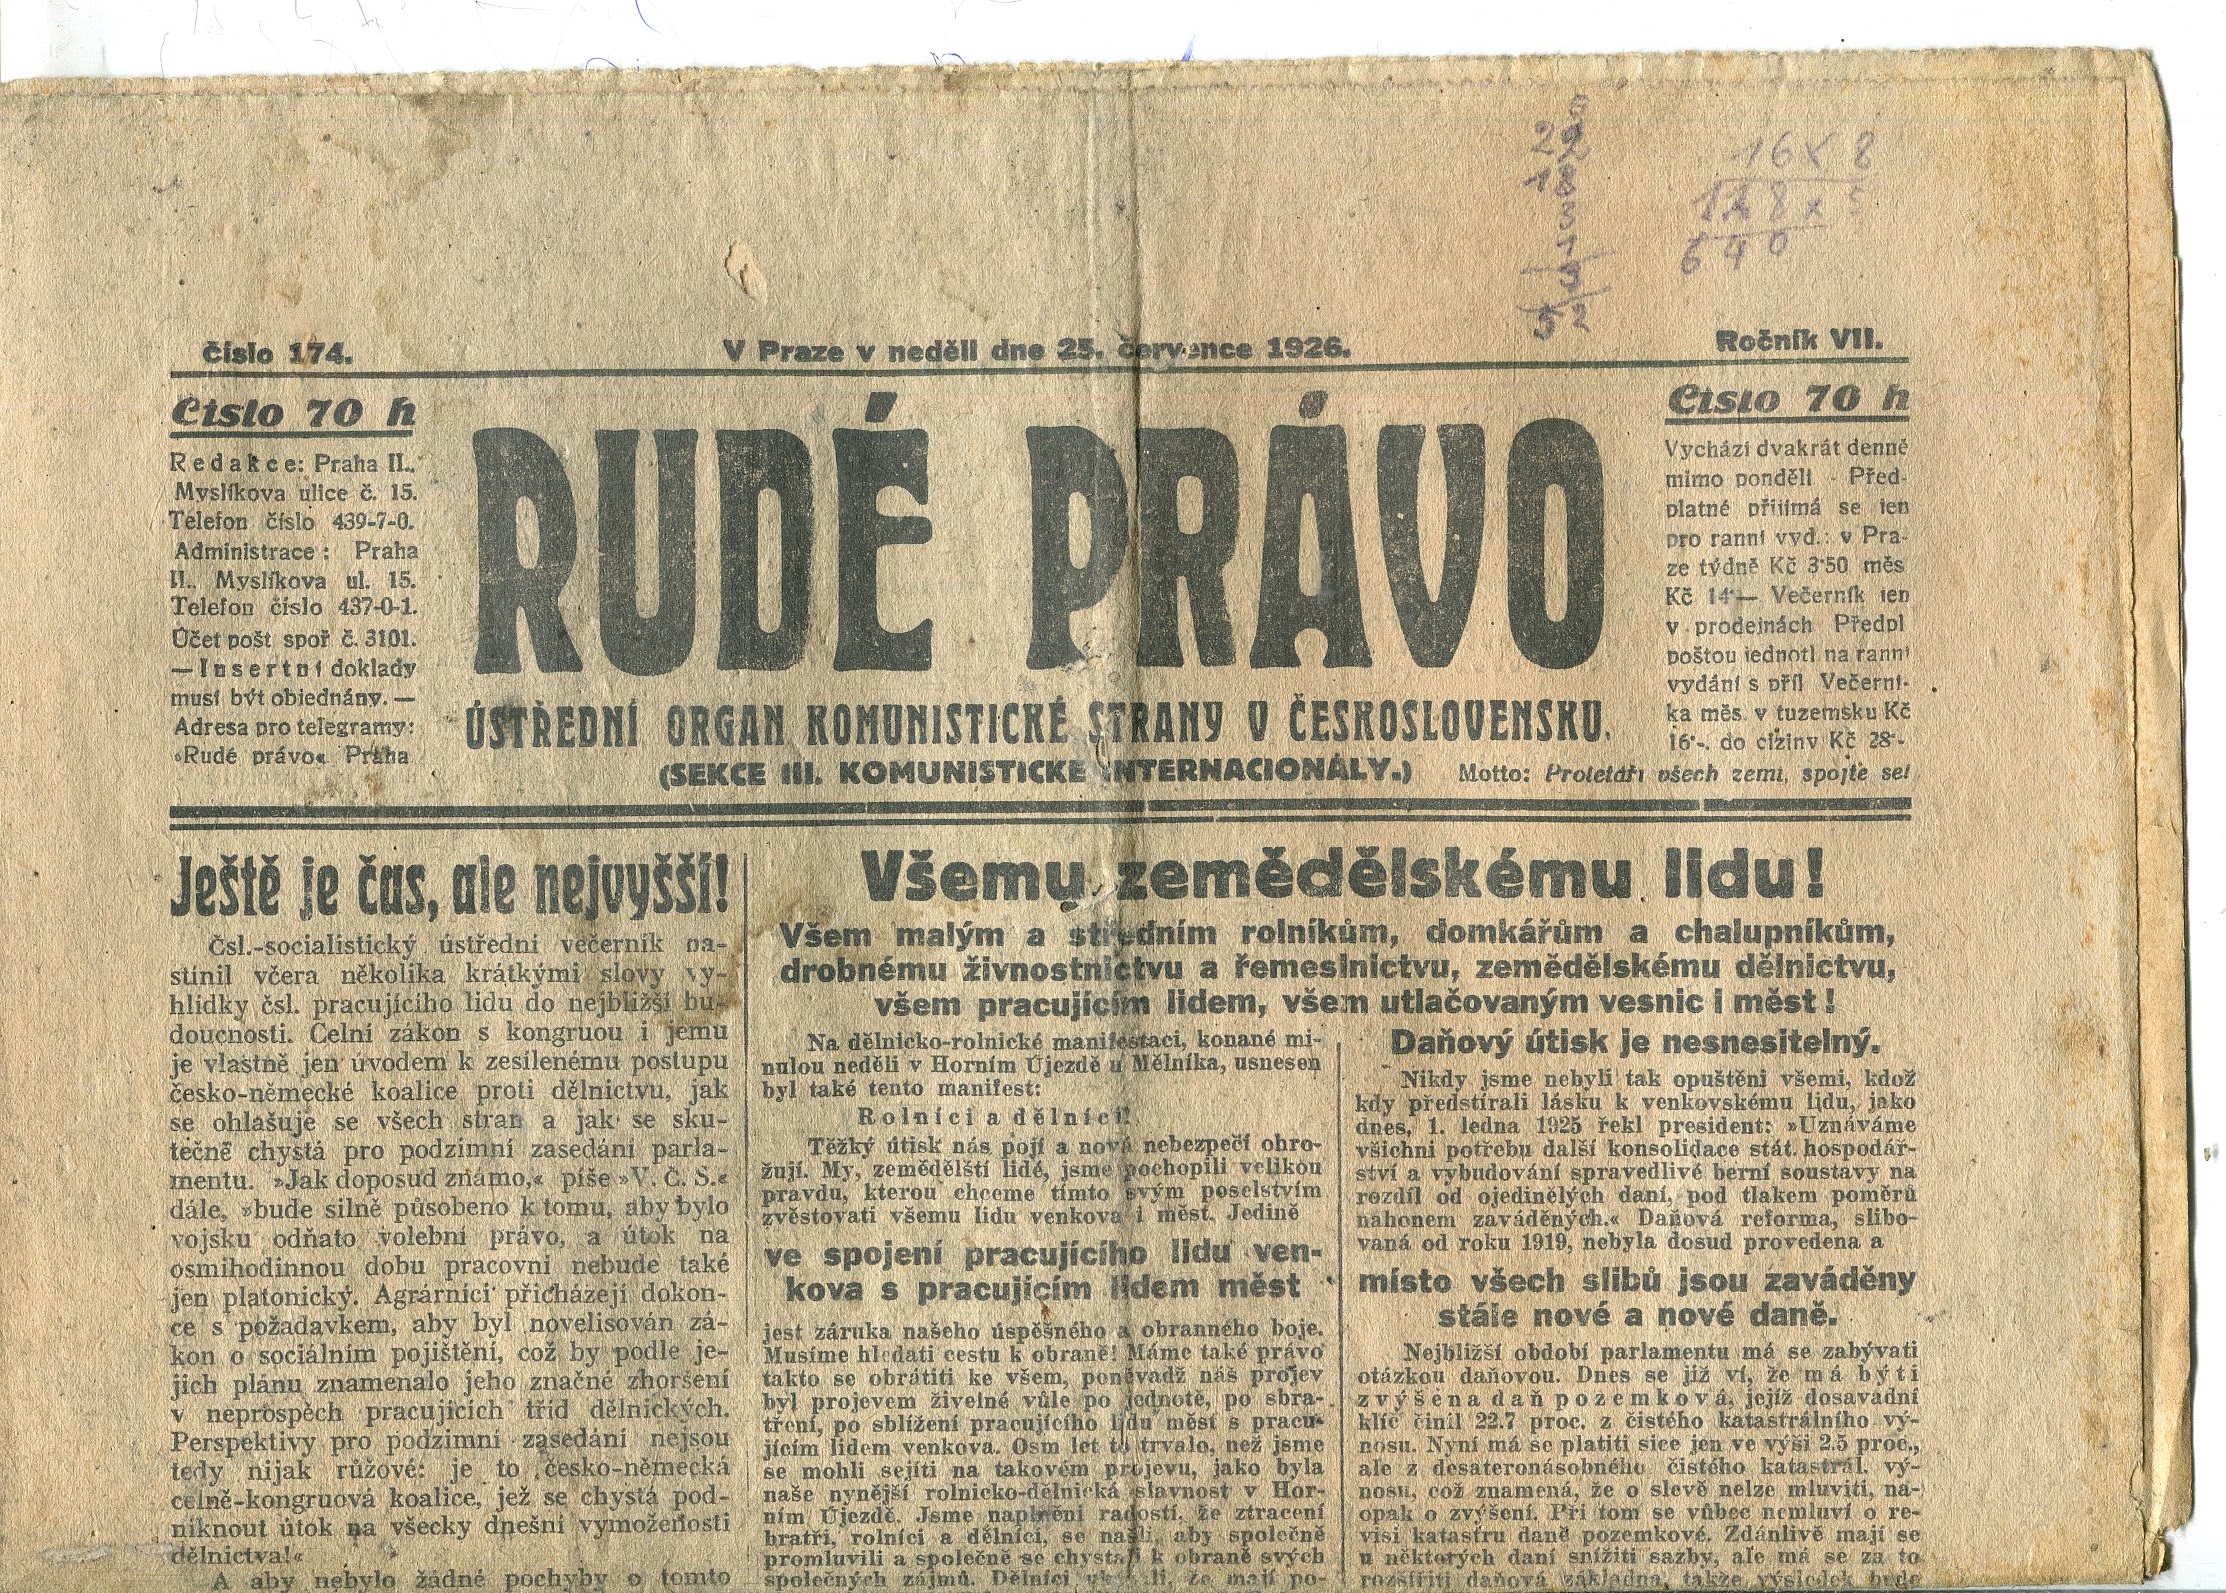 16 x 8
128 x 5
640
číslo 174.
V Praze v neděli dne 25. července 1926.
Ročník VII.
Číslo 70 h
Redakce: Praha II.,
Myslíkova ulice č. 15.
Telefon číslo 439-7-0.
Administrace: Praha
II., Myslíkova ul. 15.
Telefon číslo 437-0-1.
Účet pošt spoř č. 3101.
— Insertní doklady
musí být objednány. —
Adresa pro telegramy:
»Rudé právo« Praha
RUDÉ PRÁVO
ÚSTŘEDNÍ ORGAN KOMUNISTICKÉ STRANY V ČESKOSLOVENSKU.
(SEKCE III. KOMUNISTICKÉ INTERNACIONÁLY.)
Motto: Proletáři všech zemí, spojte se!
Číslo 70 h
Vychází dvakrát denně
mimo pondělí - Před-
platné přijímá se jen
pro ranní vyd.: v Pra-
ze týdně Kč 3·50 měs
Kč 14·— Večerník jen
v prodejnách Předpl
poštou jednotl na ranní
vydání s příl Večerní-
ka měs. v tuzemsku Kč
16·-. do ciziny Kč 28·-
Ještě je čas, ale nejvyšší!
Čsl.-socialistický ústřední večerník na-
stínil včera několika krátkými slovy vy-
hlídky čsl. pracujícího lidu do nejbližší bu-
doucnosti. Celní zákon s kongruou i jemu
je vlastně jen úvodem k zesílenému postupu
česko-německé koalice proti dělnictvu, jak
se ohlašuje se všech stran a jak se sku-
tečně chystá pro podzimní zasedání parla-
mentu. »Jak doposud známo,« píše »V. Č. S.«
dále, »bude silně působeno k tomu, aby bylo
vojsku odňato volební právo, a útok na
osmihodinnou dobu pracovní nebude také
jen platonický. Agrárníci přicházejí dokon-
ce s požadavkem, aby byl novelisován zá-
kon o sociálním pojištění, což by podle je-
jich plánu znamenalo jeho značné zhoršení
v neprospěch pracujících tříd dělnických.
Perspektivy pro podzimní zasedání nejsou
tedy nijak růžové: je to česko-německá
celně-kongruová koalice, jež se chystá pod-
niknout útok na všecky dnešní vymoženosti
dělnictva!«
A aby nebylo žádné pochyby o tomto
Všemu zemědělskému lidu!
Všem malým a středním rolníkům, domkářům a chalupníkům,
drobnému živnostnictvu a řemeslnictvu, zemědělskému dělnictvu,
všem pracujícím lidem, všem utlačovaným vesnic i měst!
Na dělnicko-rolnické manifestaci, konané mi-
nulou neděli v Horním Újezdě u Mělníka, usnesen
byl také tento manifest:
Rolníci a dělníci!
Těžký útisk nás pojí a nová nebezpečí ohro-
žují. My, zemědělští lidé, jsme pochopili velikou
pravdu, kterou chceme tímto svým poselstvím
zvěstovati všemu lidu venkova i měst. Jedině
ve spojení pracujícího lidu ven-
kova s pracujícím lidem měst
jest záruka našeho úspěšného a obranného boje.
Musíme hledati cestu k obraně! Máme také právo
takto se obrátiti ke všem, poněvadž náš projev
byl projevem živelné vůle po jednotě, po sbra-
tření, po sblížení pracujícího lidu měst s pracu-
jícím lidem venkova. Osm let to trvalo, než jsme
se mohli sejíti na takovém projevu, jako byla
naše nynější rolnicko-dělnická slavnost v Hor-
ním Újezdě. Jsme naplněni radostí, že ztracení
bratři, rolníci a dělníci, se našli, aby společně
promluvili a společně se chystali k obraně svých
společných zájmů. Dělníci ukázali, že mají po-
Daňový útisk je nesnesitelný.
Nikdy jsme nebyli tak opuštěni všemi, kdož
kdy předstírali lásku k venkovskému lidu, jako
dnes. 1. ledna 1925 řekl president: »Uznáváme
všichni potřebu další konsolidace stát. hospodář-
ství a vybudování spravedlivé berní soustavy na
rozdíl od ojedinělých daní, pod tlakem poměrů
nahonem zaváděných.« Daňová reforma, slibo-
vaná od roku 1919, nebyla dosud provedena a
místo všech slibů jsou zaváděny
stále nové a nové daně.
Nejbližší období parlamentu má se zabývati
otázkou daňovou. Dnes se již ví, že má býti
zvýšena daň pozemková, jejíž dosavadní
klíč činil 22.7 proc. z čistého katastrálního vý-
nosu. Nyní má se platiti sice jen ve výši 2.5 proc.,
ale z desateronásobného čistého katastrál. vý-
nosu, což znamená, že o slevě nelze mluviti, na-
opak o zvýšení. Při tom se vůbec nemluví o re-
visi katastru daně pozemkové. Zdánlivě mají se
u některých daní snížiti sazby, ale má se za to
rozšířiti daňová základna, takže výsledek bude